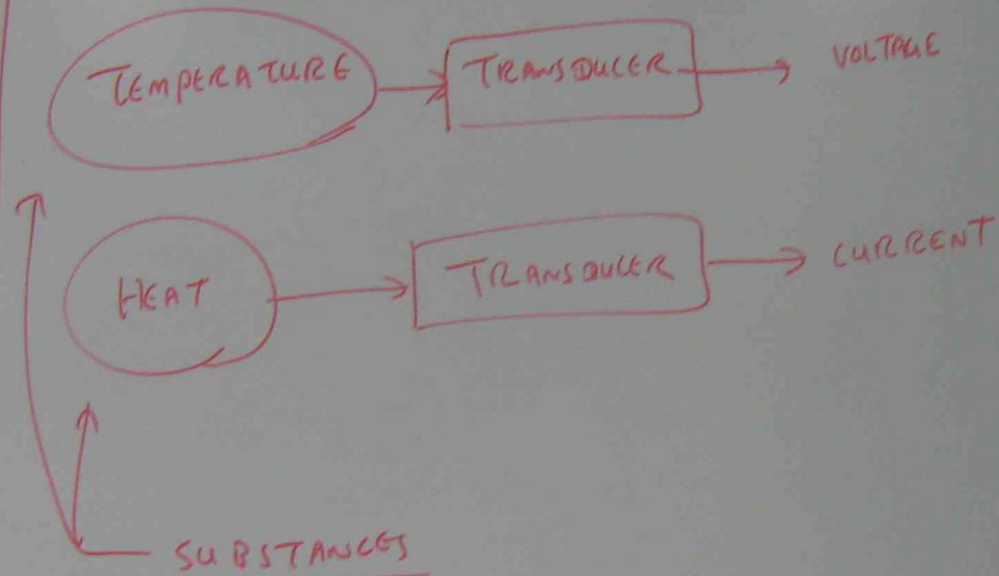 TEMPERATURE TRANSDUCER VOLTAGE
HEAT TRANSDUCER CURRENT
SUBSTANCES